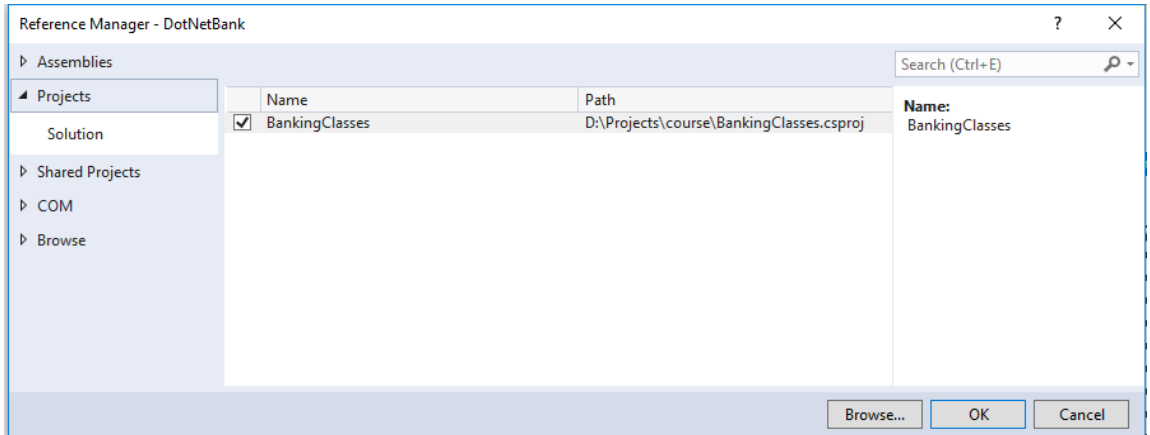 Reference Manager - DotNetBank ?
Assemblies
Projects
Solution
Shared Projects
COM
Browse
Name Path
BankingClasses D:\Projects\course\BankingClasses.csproj
Search (Ctrl+E)
Name:
BankingClasses
Browse... OK Cancel